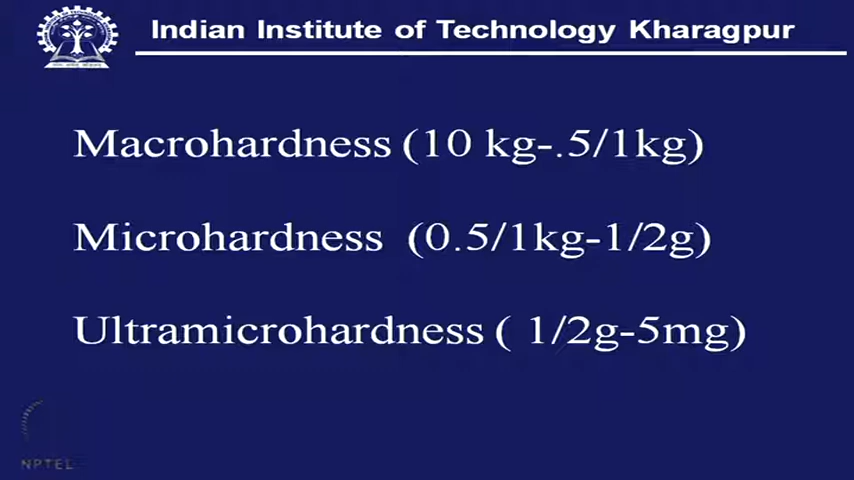 Indian Institute of Technology Kharagpur
Macrohardness (10 kg-.5/1kg)
Microhardness (0.5/1kg-1/2g)
Ultramicrohardness ( 1/2g-5mg)
NPTEL